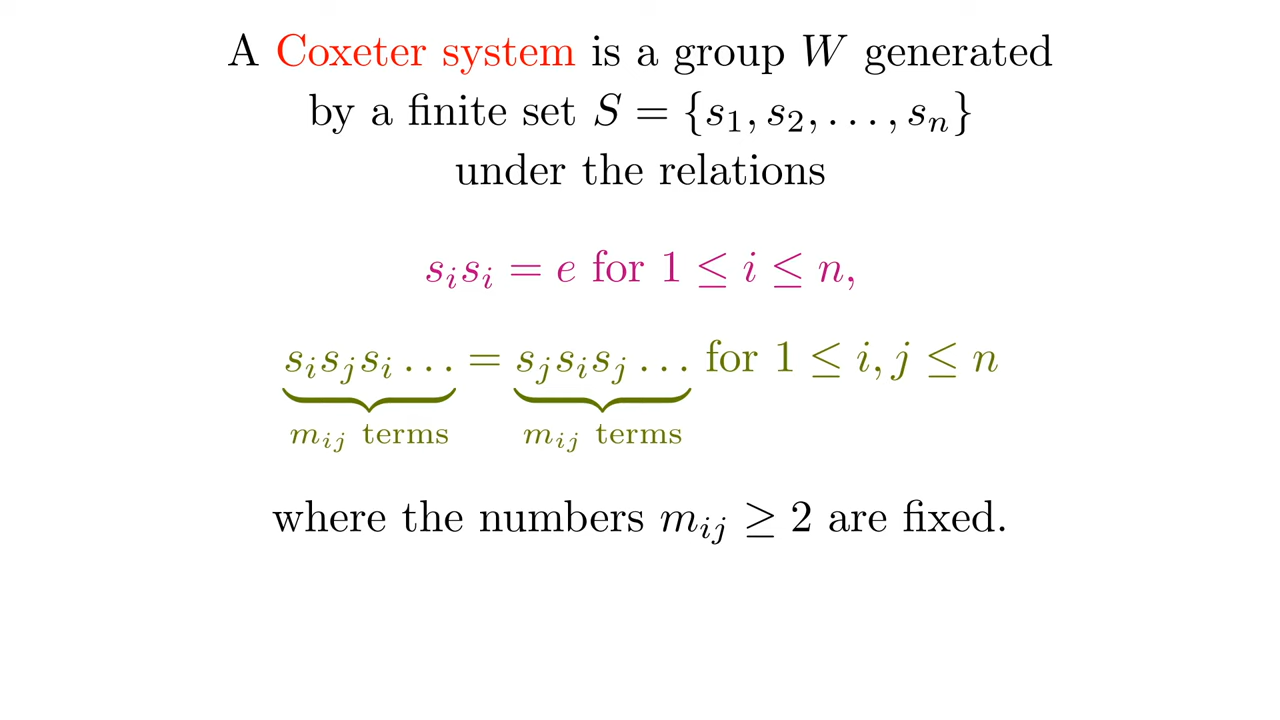 A Coxeter system is a group W generated
by a finite set S = {s₁, s₂, . . . , sₙ}
under the relations
sᵢsᵢ = e for 1 ≤ i ≤ n,
sᵢsⱼsᵢ . . . = sⱼsᵢsⱼ . . . for 1 ≤ i, j ≤ n
mᵢⱼ terms mᵢⱼ terms
where the numbers mᵢⱼ ≥ 2 are fixed.